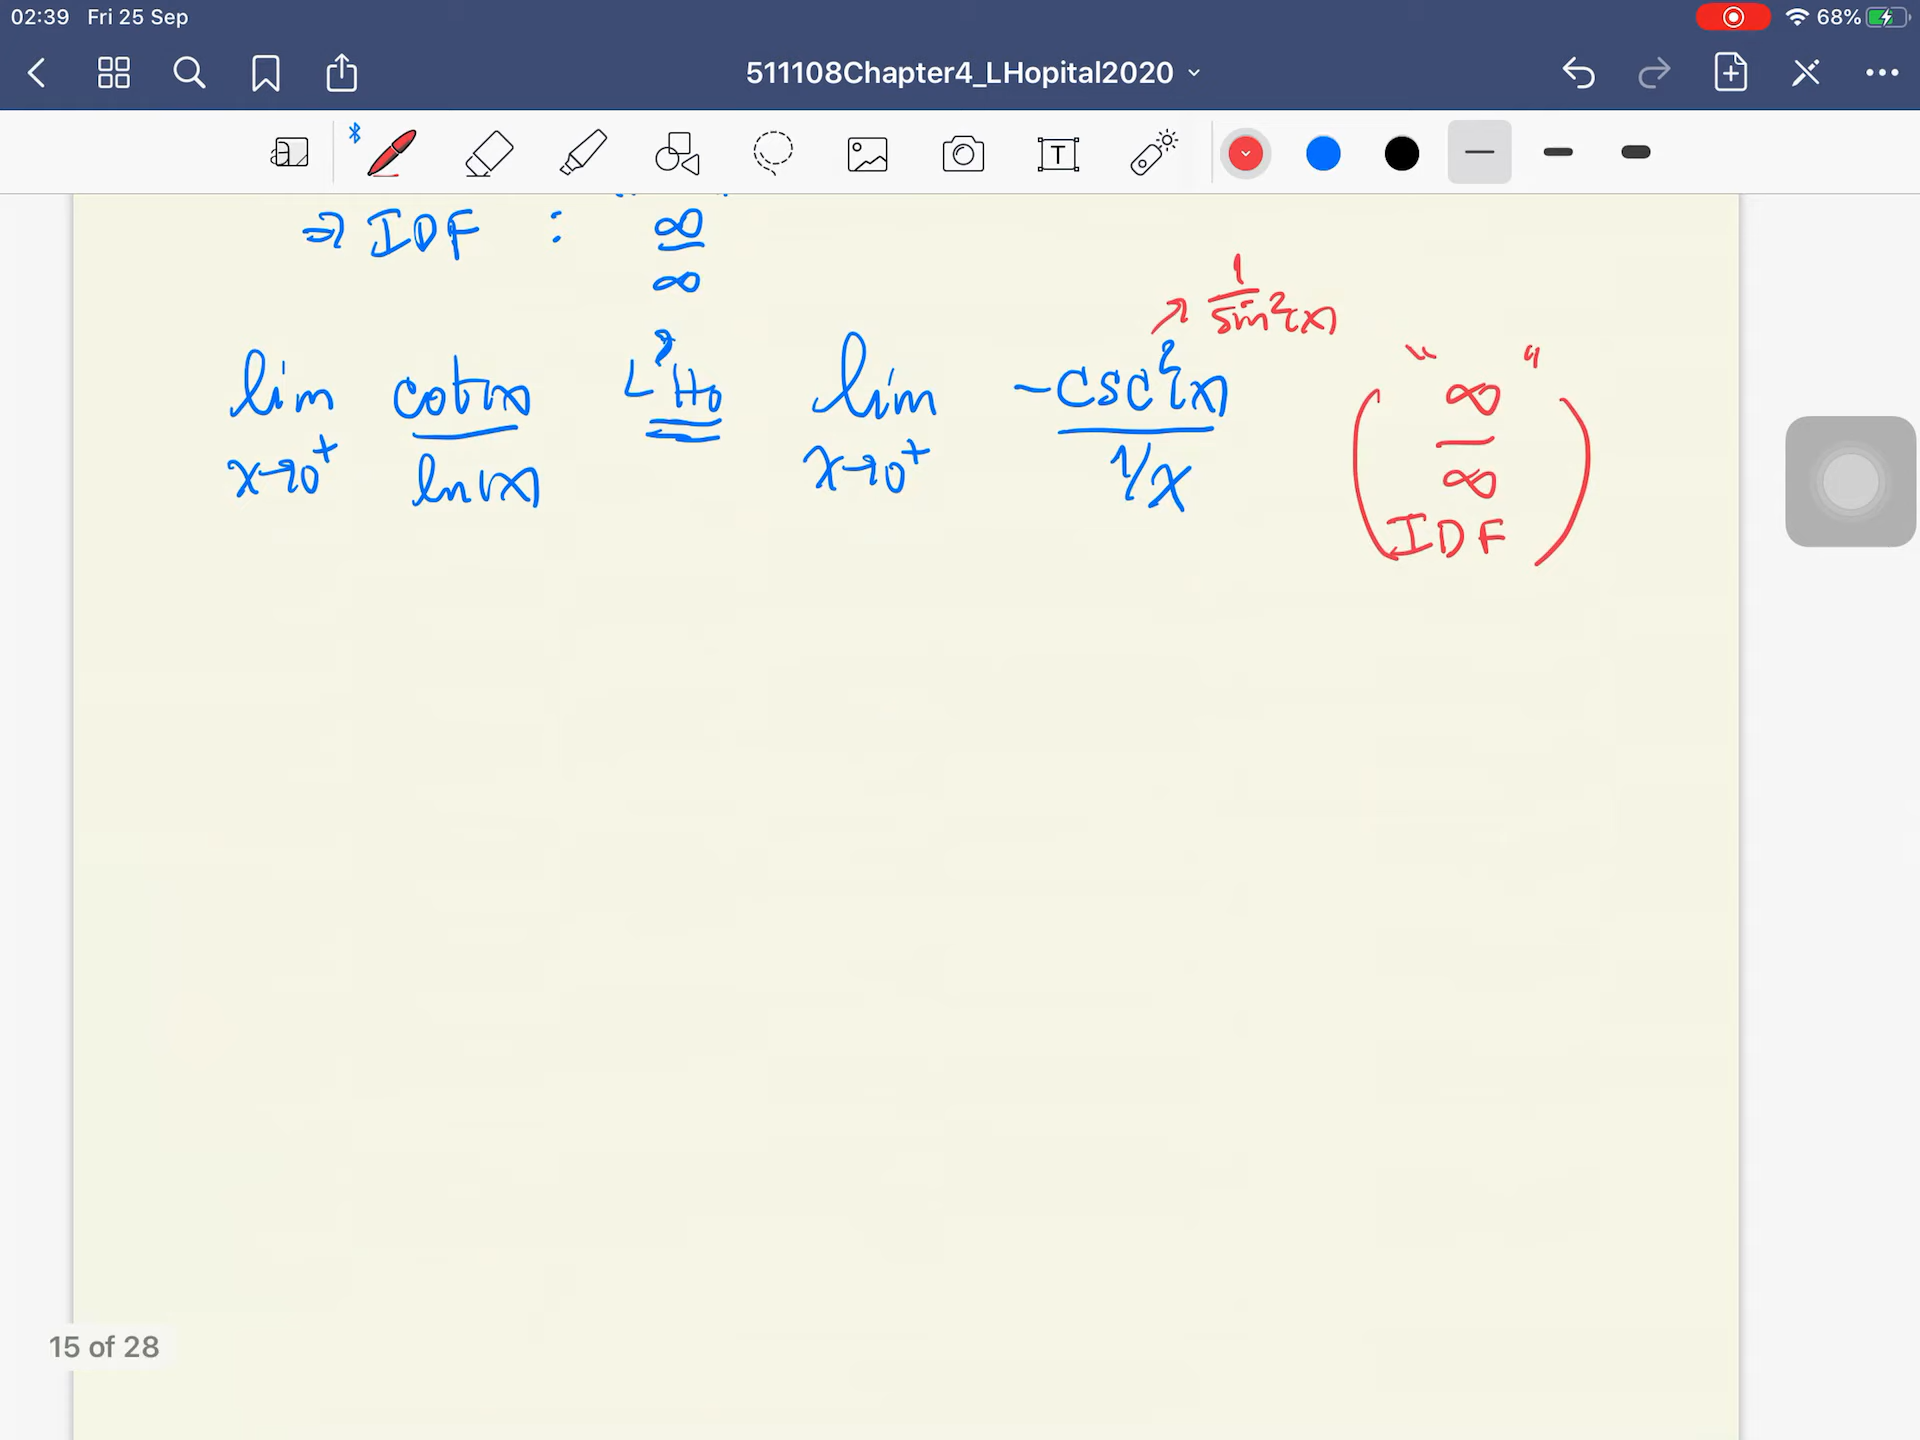 02:39 Fri 25 Sep 68%
511108Chapter4_LHopital2020
⇒ IDF : ∞/∞
1/sin²(x)
lim x→0⁺ cot(x)/ln(x) L'Ho = lim x→0⁺ -csc²(x)/(1/x) ( "∞/∞" IDF )
15 of 28